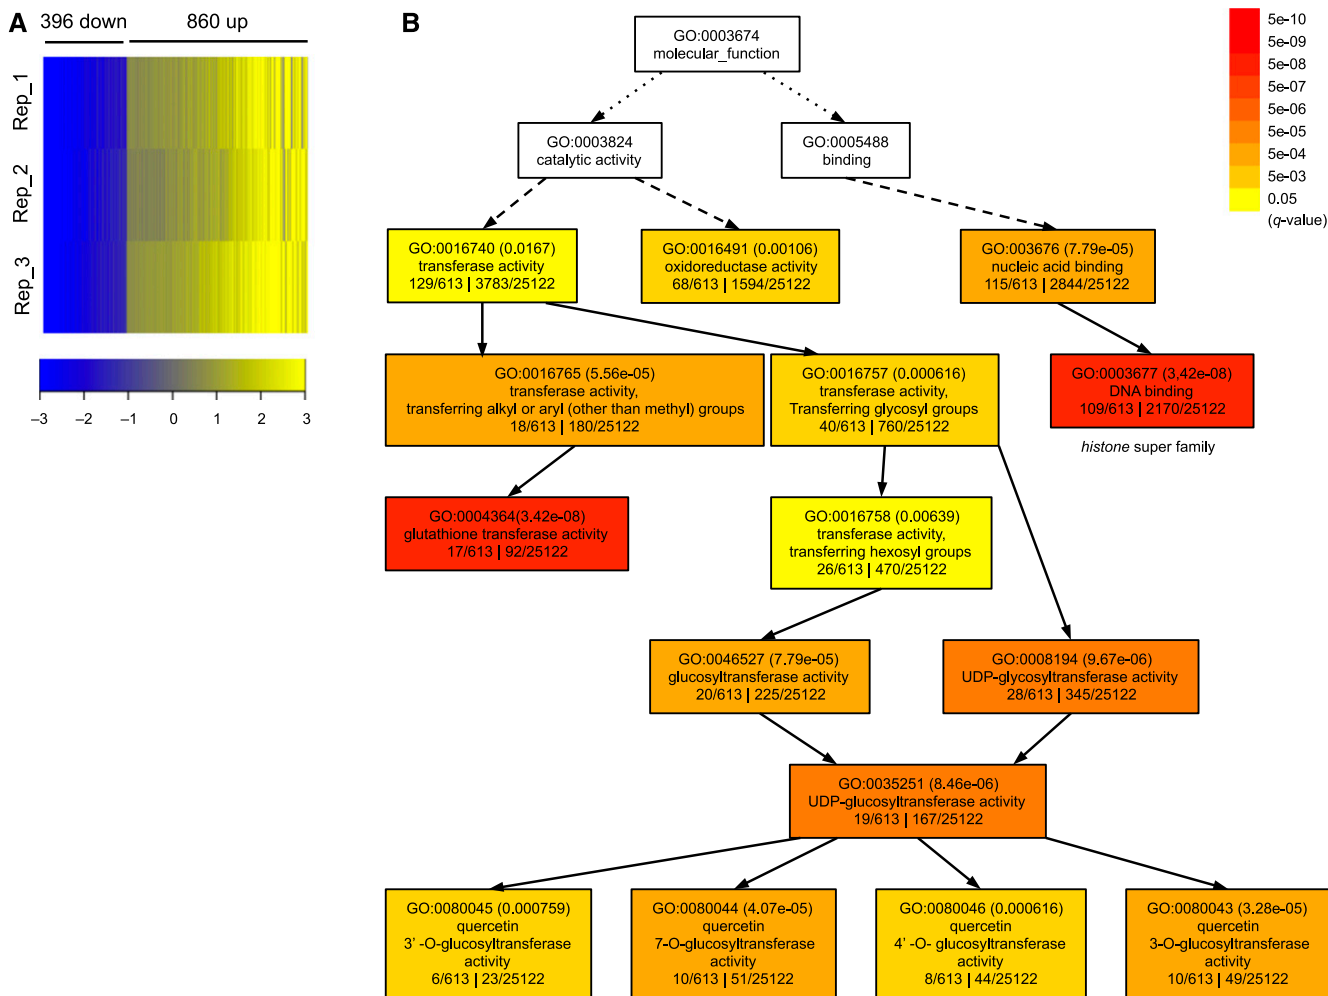 A
396 down
860 up
Rep_1
Rep_2
Rep_3
−3 −2 −1 0 1 2 3
B
GO:0003674
molecular_function
GO:0003824
catalytic activity
GO:0005488
binding
GO:0016740 (0.0167)
transferase activity
129/613 | 3783/25122
GO:0016491 (0.00106)
oxidoreductase activity
68/613 | 1594/25122
GO:003676 (7.79e-05)
nucleic acid binding
115/613 | 2844/25122
GO:0016765 (5.56e-05)
transferase activity,
transferring alkyl or aryl (other than methyl) groups
18/613 | 180/25122
GO:0016757 (0.000616)
transferase activity,
Transferring glycosyl groups
40/613 | 760/25122
GO:0003677 (3,42e-08)
DNA binding
109/613 | 2170/25122
histone super family
GO:0004364(3.42e-08)
glutathione transferase activity
17/613 | 92/25122
GO:0016758 (0.00639)
transferase activity,
transferring hexosyl groups
26/613 | 470/25122
GO:0046527 (7.79e-05)
glucosyltransferase activity
20/613 | 225/25122
GO:0008194 (9.67e-06)
UDP-glycosyltransferase activity
28/613 | 345/25122
GO:0035251 (8.46e-06)
UDP-glucosyltransferase activity
19/613 | 167/25122
GO:0080045 (0.000759)
quercetin
3' -O-glucosyltransferase
activity
6/613 | 23/25122
GO:0080044 (4.07e-05)
quercetin
7-O-glucosyltransferase
activity
10/613 | 51/25122
GO:0080046 (0.000616)
quercetin
4' -O- glucosyltransferase
activity
8/613 | 44/25122
GO:0080043 (3.28e-05)
quercetin
3-O-glucosyltransferase
activity
10/613 | 49/25122
5e-10
5e-09
5e-08
5e-07
5e-06
5e-05
5e-04
5e-03
0.05
(q-value)